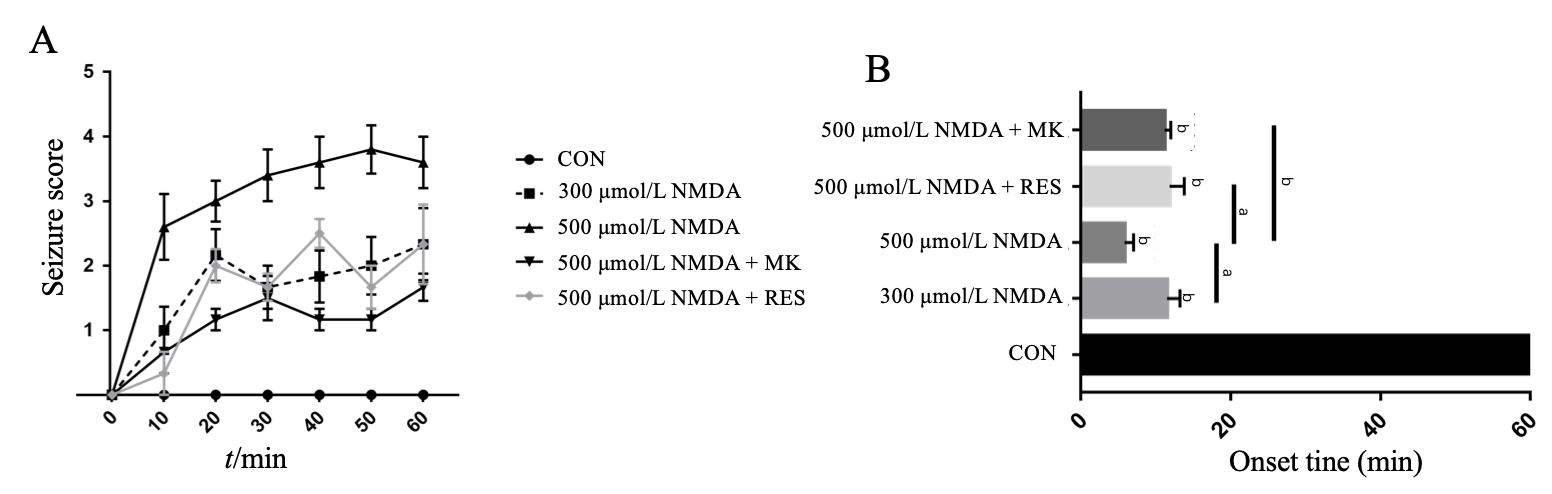 A
5
4
3
2
1
Seizure score
0
10
20
30
40
50
60
t/min
CON
300 μmol/L NMDA
500 μmol/L NMDA
500 μmol/L NMDA + MK
500 μmol/L NMDA + RES
B
500 μmol/L NMDA + MK
500 μmol/L NMDA + RES
500 μmol/L NMDA
300 μmol/L NMDA
CON
b
b
b
b
b
a
a
0
20
40
60
Onset tine (min)